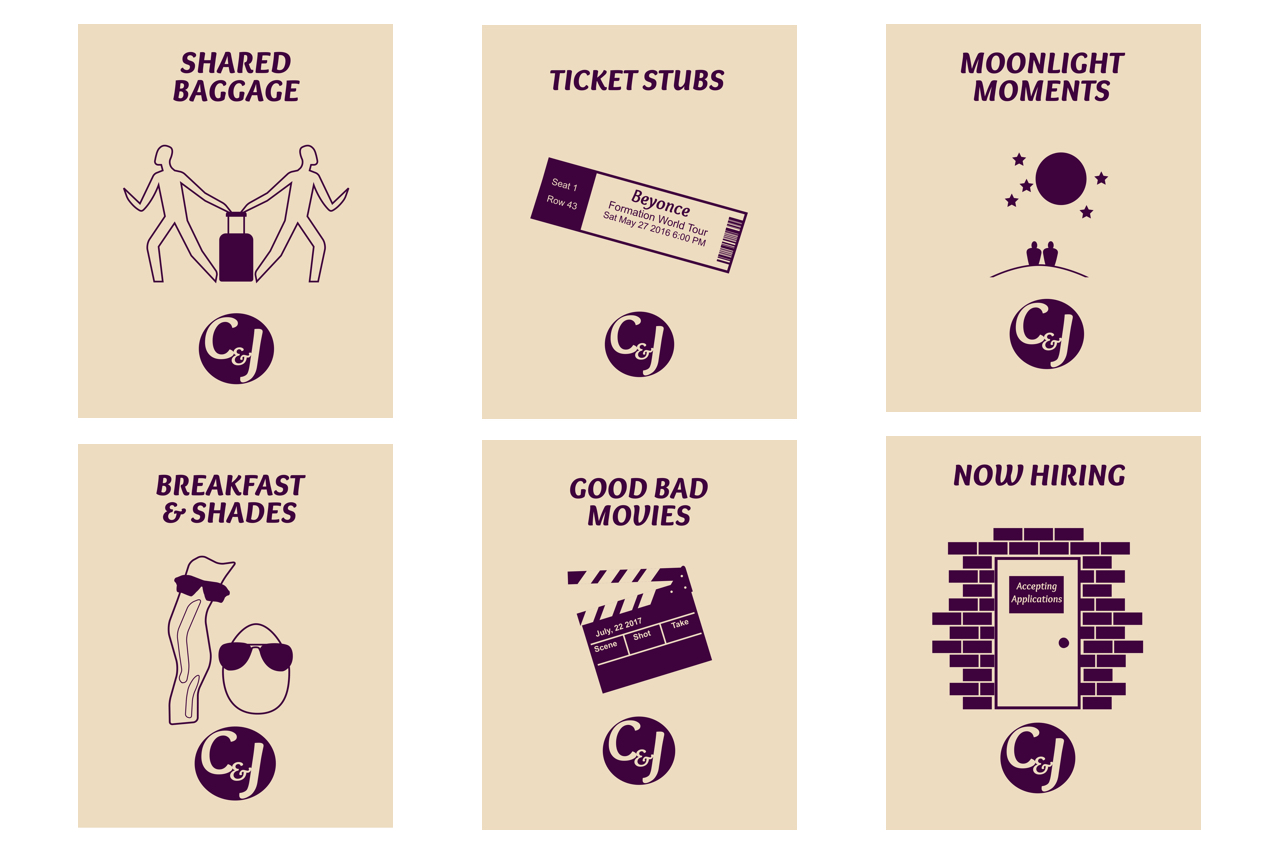 SHARED
BAGGAGE
C&J
TICKET STUBS
Seat 1
Row 43
Beyonce
Formation World Tour
Sat May 27 2016 6:00 PM
C&J
MOONLIGHT
MOMENTS
C&J
BREAKFAST
& SHADES
C&J
GOOD BAD
MOVIES
July, 22 2017
Scene Shot Take
C&J
NOW HIRING
Accepting
Applications
C&J